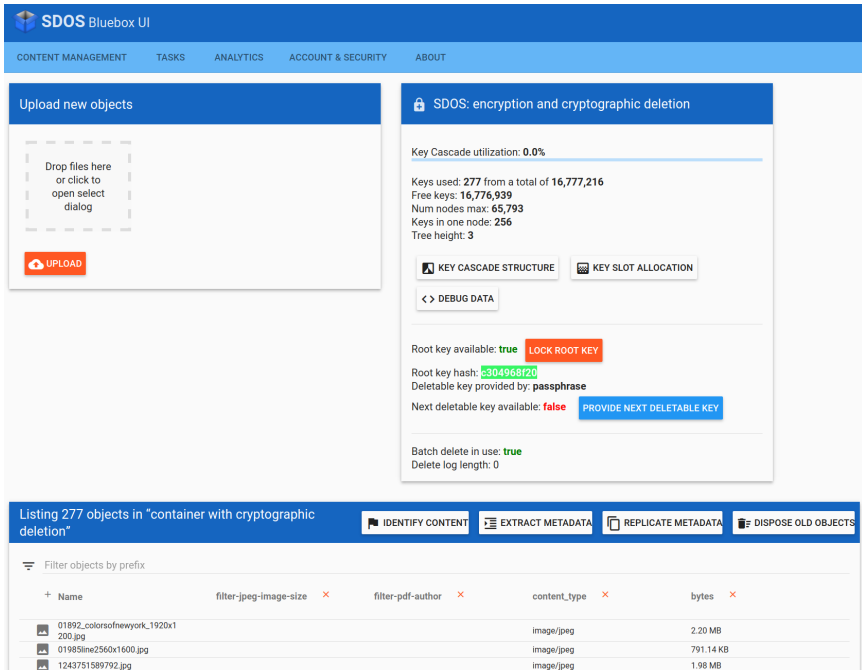 SDOS Bluebox UI
CONTENT MANAGEMENT TASKS ANALYTICS ACCOUNT & SECURITY ABOUT
Upload new objects
Drop files here
or click to
open select
dialog
UPLOAD
SDOS: encryption and cryptographic deletion
Key Cascade utilization: 0.0%
Keys used: 277 from a total of 16,777,216
Free keys: 16,776,939
Num nodes max: 65,793
Keys in one node: 256
Tree height: 3
KEY CASCADE STRUCTURE KEY SLOT ALLOCATION
DEBUG DATA
Root key available: true LOCK ROOT KEY
Root key hash: c304968f20
Deletable key provided by: passphrase
Next deletable key available: false PROVIDE NEXT DELETABLE KEY
Batch delete in use: true
Delete log length: 0
Listing 277 objects in “container with cryptographic
deletion”
IDENTIFY CONTENT EXTRACT METADATA REPLICATE METADATA DISPOSE OLD OBJECTS
Filter objects by prefix
+ Name filter-jpeg-image-size × filter-pdf-author × content_type × bytes ×
01892_colorsofnewyork_1920x1
200.jpg image/jpeg 2.20 MB
01985line2560x1600.jpg image/jpeg 791.14 KB
1243751589792.jpg image/jpeg 1.98 MB